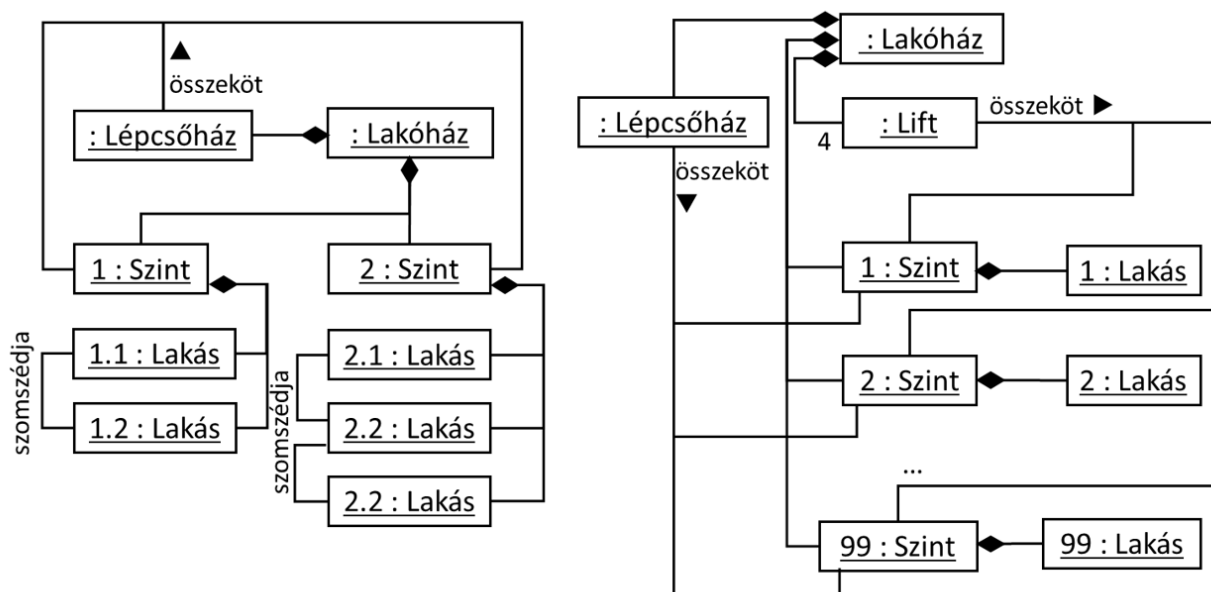 összeköt
: Lépcsőház
: Lakóház
1 : Szint
2 : Szint
szomszédja
1.1 : Lakás
1.2 : Lakás
szomszédja
2.1 : Lakás
2.2 : Lakás
2.2 : Lakás
: Lakóház
: Lépcsőház
összeköt
: Lift
4
összeköt
1 : Szint
1 : Lakás
2 : Szint
2 : Lakás
...
99 : Szint
99 : Lakás